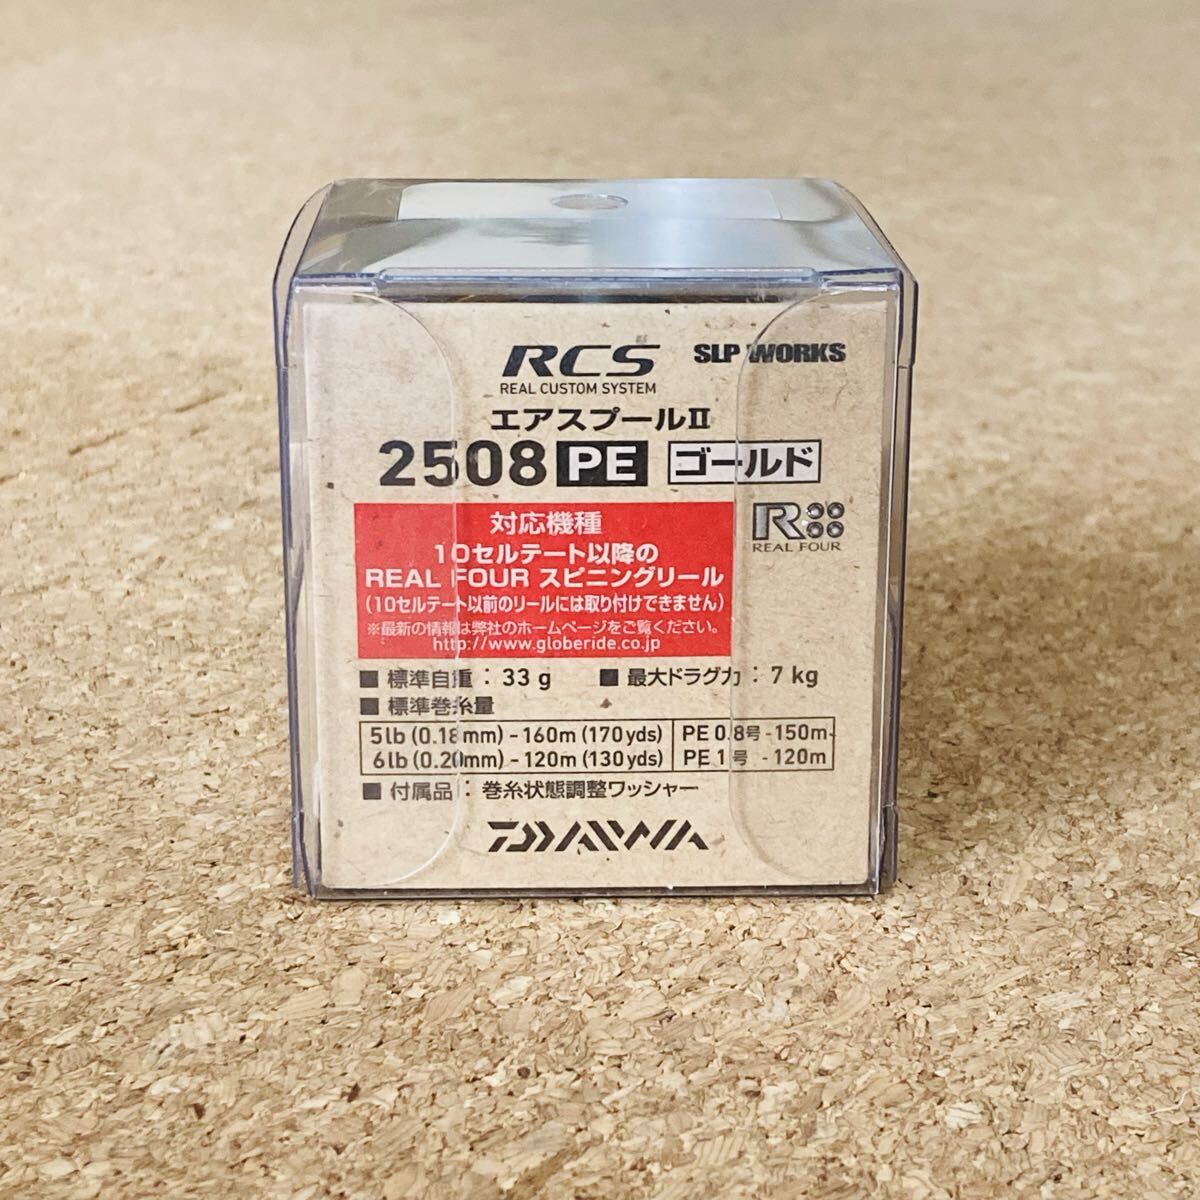 RCS SLP WORKS
REAL CUSTOM SYSTEM
エアスプールII
2508 PE ゴールド
対応機種
10セルテート以降の
REAL FOUR スピニングリール
(10セルテート以前のリールには取り付けできません)
※最新の情報は弊社のホームページをご覧ください。
http://www.globeride.co.jp
R
REAL FOUR
■ 標準自重 : 33 g ■ 最大ドラグ力 : 7 kg
■ 標準巻糸量
5lb (0.18mm) - 160m (170yds) PE 0.8号 - 150m
6lb (0.20mm) - 120m (130yds) PE 1号 - 120m
■ 付属品 : 巻糸状態調整ワッシャー
DAIWA